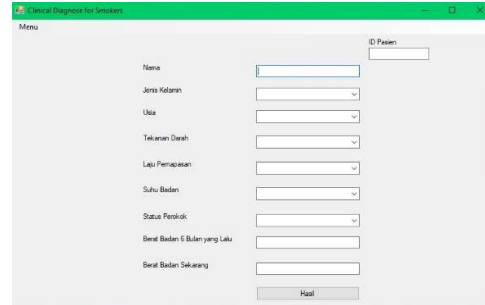 Clinical Diagnose for Smokers
Menu
ID Pasien
Nama
Jenis Kelamin
Usia
Tekanan Darah
Laju Pernapasan
Suhu Badan
Status Perokok
Berat Badan 6 Bulan yang Lalu
Berat Badan Sekarang
Hasil